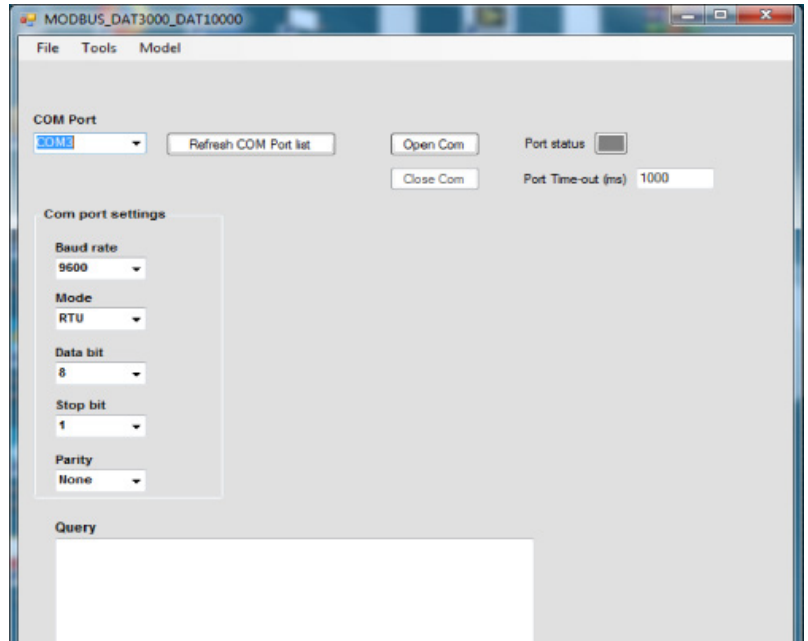 MODBUS_DAT3000_DAT10000
File Tools Model
COM Port
COM3 Refresh COM Port list Open Com Port status
Close Com Port Time-out (ms) 1000
Com port settings
Baud rate
9600
Mode
RTU
Data bit
8
Stop bit
1
Parity
None
Query